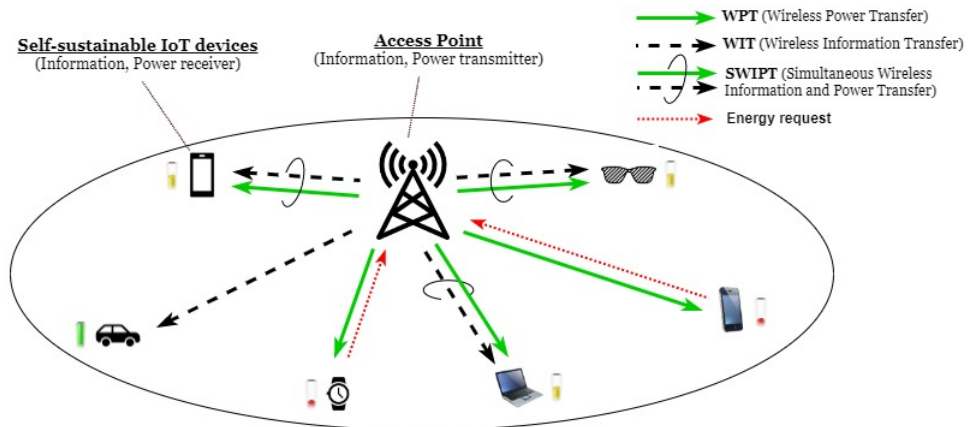 Self-sustainable IoT devices
(Information, Power receiver)
Access Point
(Information, Power transmitter)
WPT (Wireless Power Transfer)
WIT (Wireless Information Transfer)
SWIPT (Simultaneous Wireless
Information and Power Transfer)
Energy request